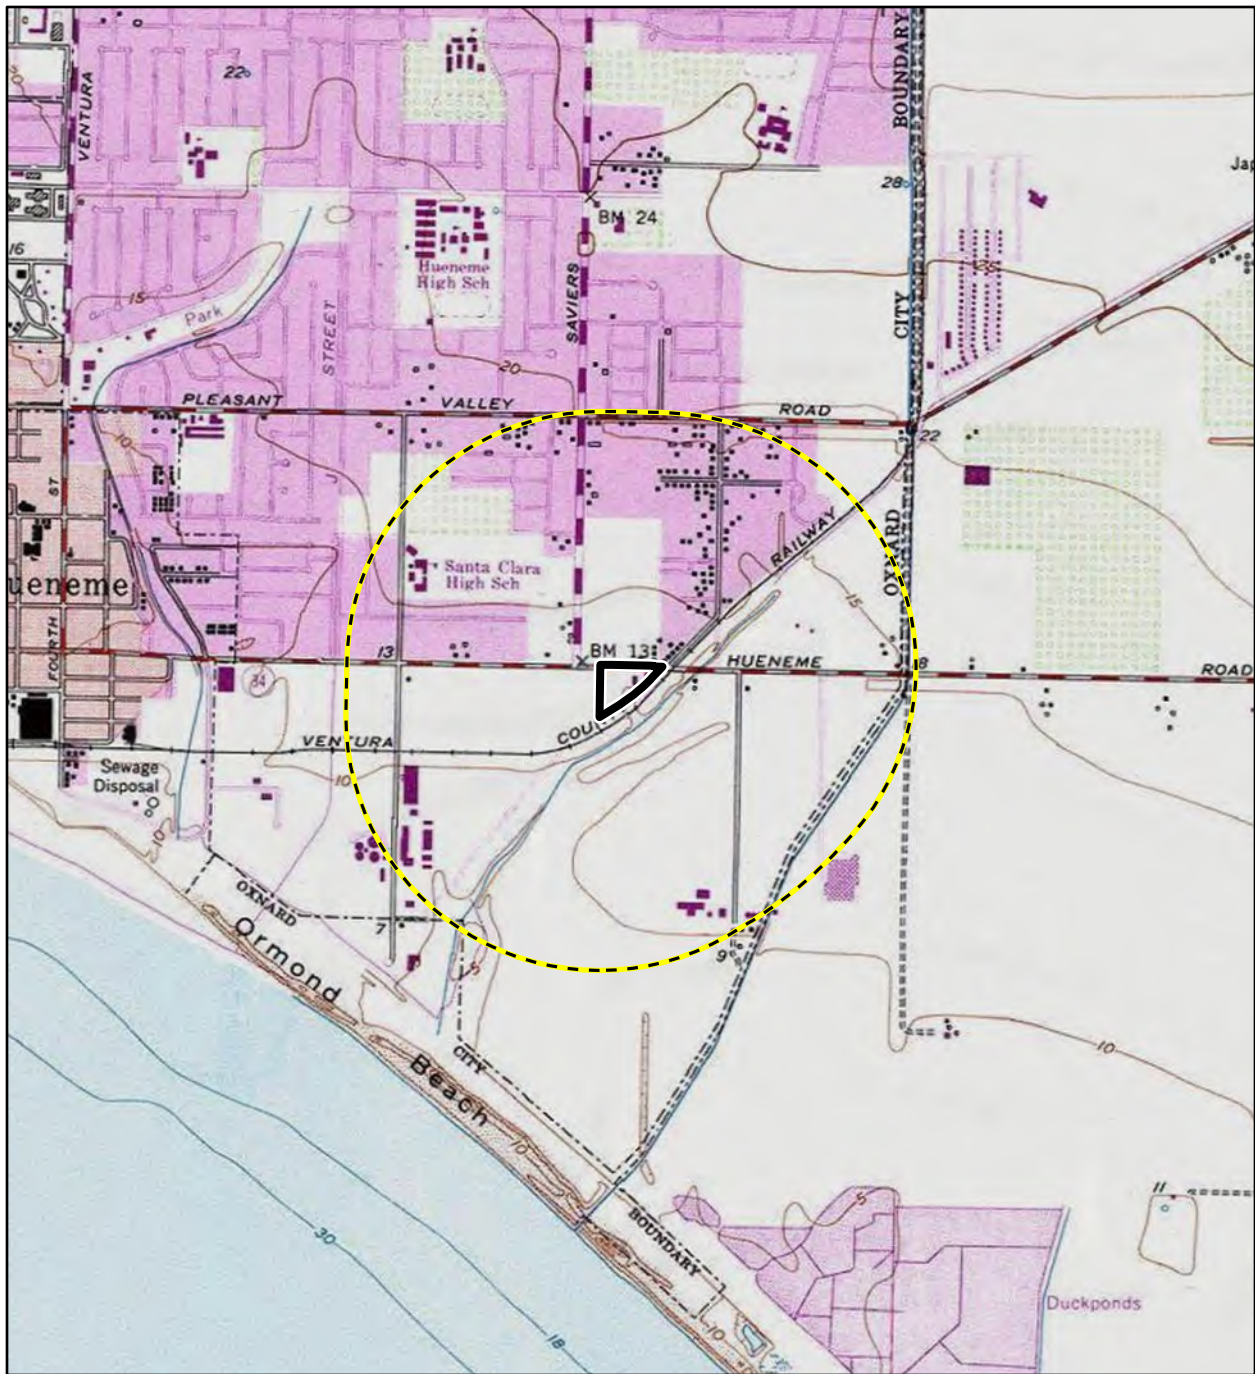 BOUNDARY
VENTURA
22
28
BM 24
16
Hueneme
High Sch
SAVIERS
CITY
15
Park
STREET
20
PLEASANT
VALLEY
ROAD
22
10
ST
OXNARD
RAILWAY
Santa Clara
High Sch
15
ueneme
FOURTH
13
BM 13
HUENEME
8
ROAD
34
VENTURA
COU
10
Sewage
Disposal
10
OXNARD
7
5
9
Ormond
Beach
CITY
10
10
30
18
BOUNDARY
5
11
10
Duckponds